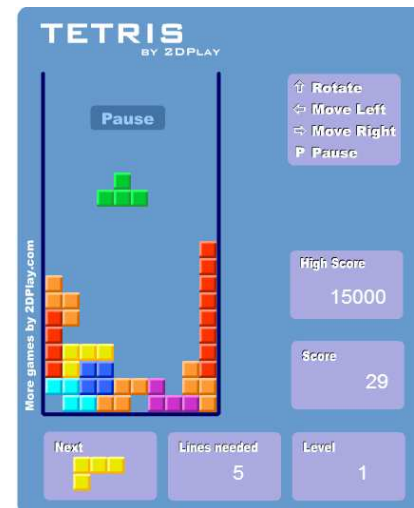 TETRIS
BY 2DPLAY
Pause
⇧ Rotate
⇦ Move Left
⇨ Move Right
P Pause
More games by 2DPlay.com
High Score
15000
Score
29
Next
Lines needed
5
Level
1